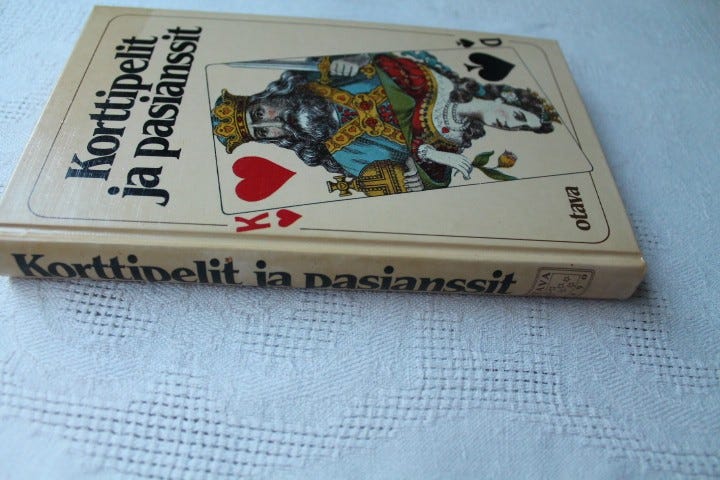 Korttipelit
ja pasianssit
K
D
otava
Korttipelit ja pasianssit